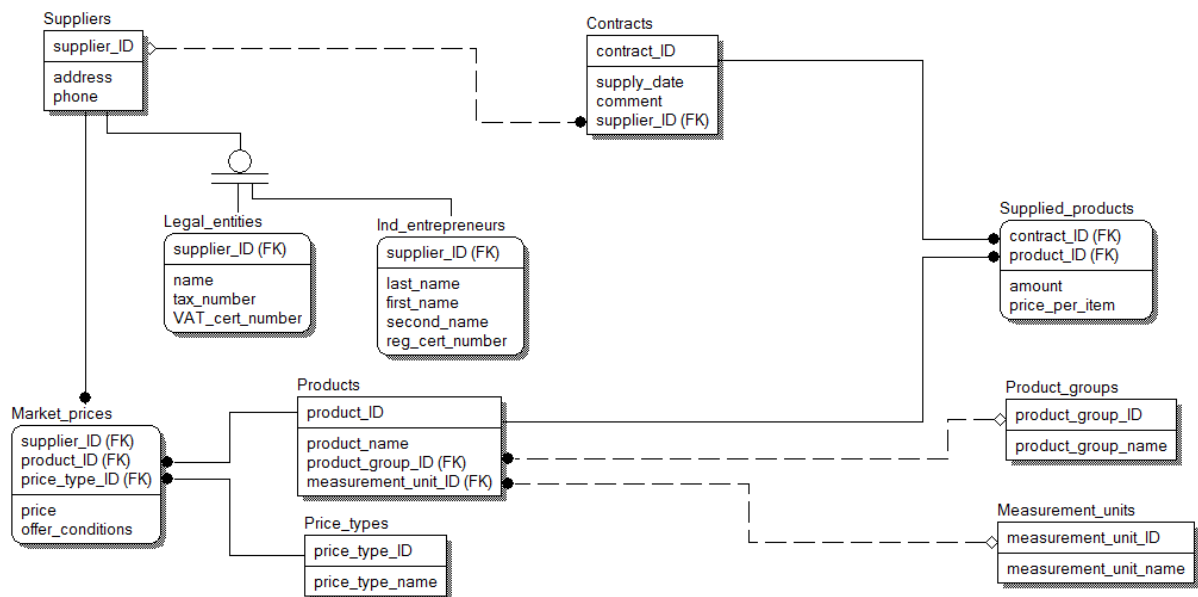 Suppliers
supplier_ID
address
phone
Contracts
contract_ID
supply_date
comment
supplier_ID (FK)
Legal_entities
supplier_ID (FK)
name
tax_number
VAT_cert_number
Ind_entrepreneurs
supplier_ID (FK)
last_name
first_name
second_name
reg_cert_number
Supplied_products
contract_ID (FK)
product_ID (FK)
amount
price_per_item
Market_prices
supplier_ID (FK)
product_ID (FK)
price_type_ID (FK)
price
offer_conditions
Products
product_ID
product_name
product_group_ID (FK)
measurement_unit_ID (FK)
Product_groups
product_group_ID
product_group_name
Price_types
price_type_ID
price_type_name
Measurement_units
measurement_unit_ID
measurement_unit_name